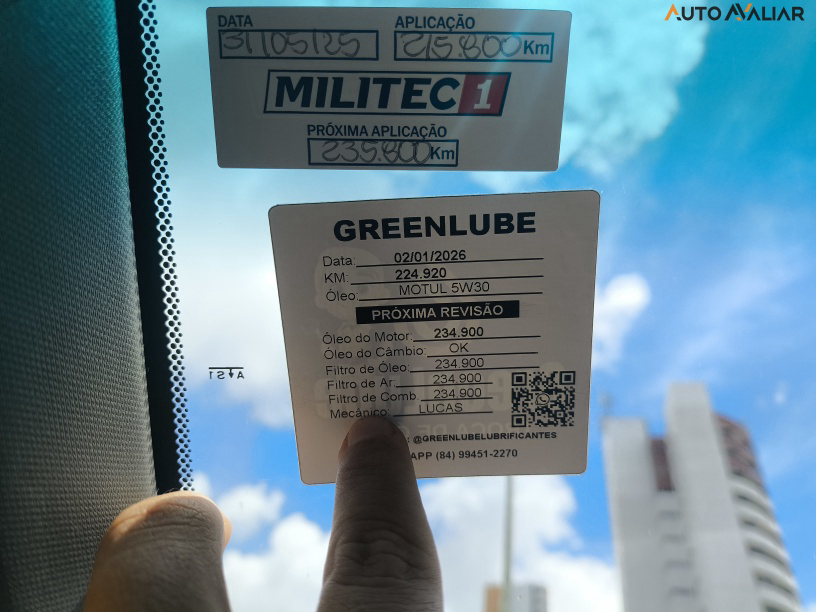 AUTO AVALIAR
DATA APLICAÇÃO
31/05/25 215.800 Km
MILITEC 1
PRÓXIMA APLICAÇÃO
235.800 Km
GREENLUBE
Data: 02/01/2026
KM: 224.920
Óleo: MOTUL 5W30
PRÓXIMA REVISÃO
Óleo do Motor: 234.900
Óleo do Câmbio: OK
Filtro de Óleo: 234.900
Filtro de Ar: 234.900
Filtro de Comb. 234.900
Mecânico: LUCAS
: @GREENLUBELUBRIFICANTES
APP (84) 99451-2270
AS1